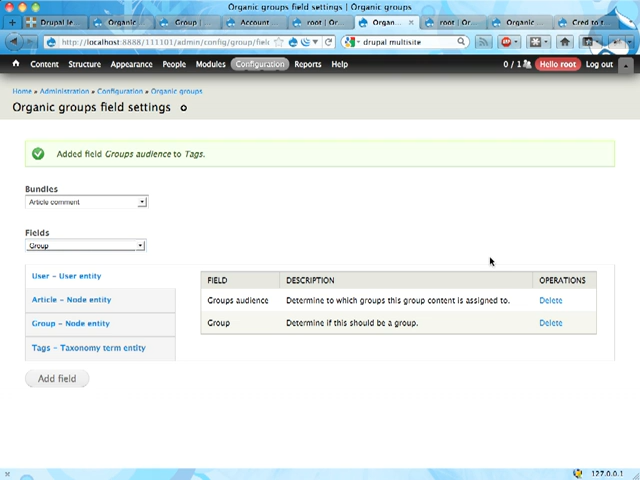 Organic groups field settings | Organic groups
Drupal le
Organic
Group |
Account
root | Or...
Organ...
root | Or...
Organic
Cred to f
http://localhost:8888/111101/admin/config/group/fiel
drupal multisite
Content Structure Appearance People Modules Configuration Reports Help
0 / 1
Hello root Log out
Home » Administration » Configuration » Organic groups
Organic groups field settings
Added field Groups audience to Tags.
Bundles
Article comment
Fields
Group
User – User entity
Article – Node entity
Group – Node entity
Tags – Taxonomy term entity
FIELD DESCRIPTION OPERATIONS
Groups audience Determine to which groups this group content is assigned to. Delete
Group Determine if this should be a group. Delete
Add field
127.0.0.1